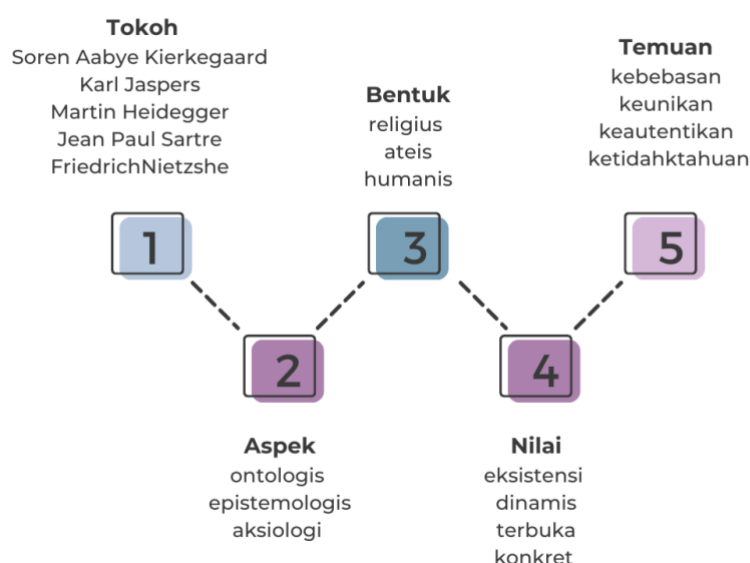 Tokoh
Soren Aabye Kierkegaard
Karl Jaspers
Martin Heidegger
Jean Paul Sartre
FriedrichNietzshe
1
Aspek
ontologis
epistemologis
aksiologi
2
Bentuk
religius
ateis
humanis
3
Nilai
eksistensi
dinamis
terbuka
konkret
4
Temuan
kebebasan
keunikan
keautentikan
ketidahktahuan
5